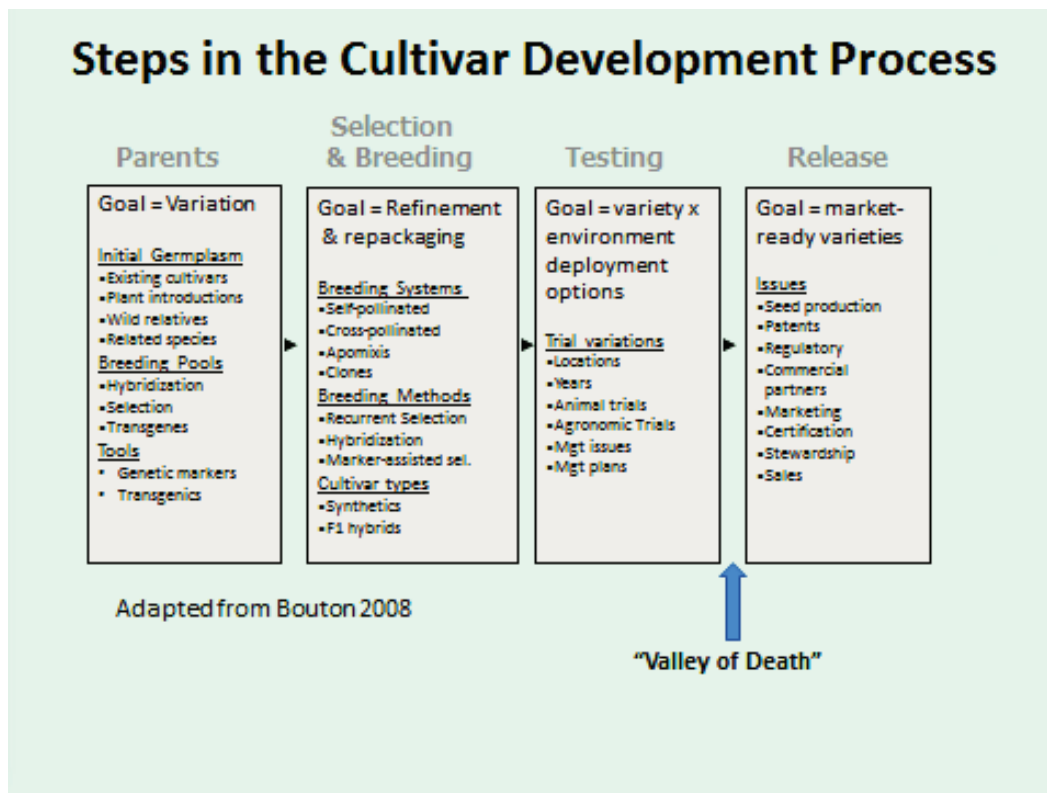 Steps in the Cultivar Development Process
Parents
Selection
& Breeding
Testing
Release
Goal = Variation
Initial Germplasm
▪Existing cultivars
▪Plant introductions
▪Wild relatives
▪Related species
Breeding Pools
▪Hybridization
▪Selection
▪Transgenes
Tools
• Genetic markers
• Transgenics
Goal = Refinement
& repackaging
Breeding Systems
▪Self-pollinated
▪Cross-pollinated
▪Apomixis
▪Clones
Breeding Methods
▪Recurrent Selection
▪Hybridization
▪Marker-assisted sel.
Cultivar types
▪Synthetics
▪F1 hybrids
Goal = variety x
environment
deployment
options
Trial variations
▪Locations
▪Years
▪Animal trials
▪Agronomic Trials
▪Mgt issues
▪Mgt plans
Goal = market-
ready varieties
Issues
▪Seed production
▪Patents
▪Regulatory
▪Commercial
partners
▪Marketing
▪Certification
▪Stewardship
▪Sales
Adapted from Bouton 2008
“Valley of Death”